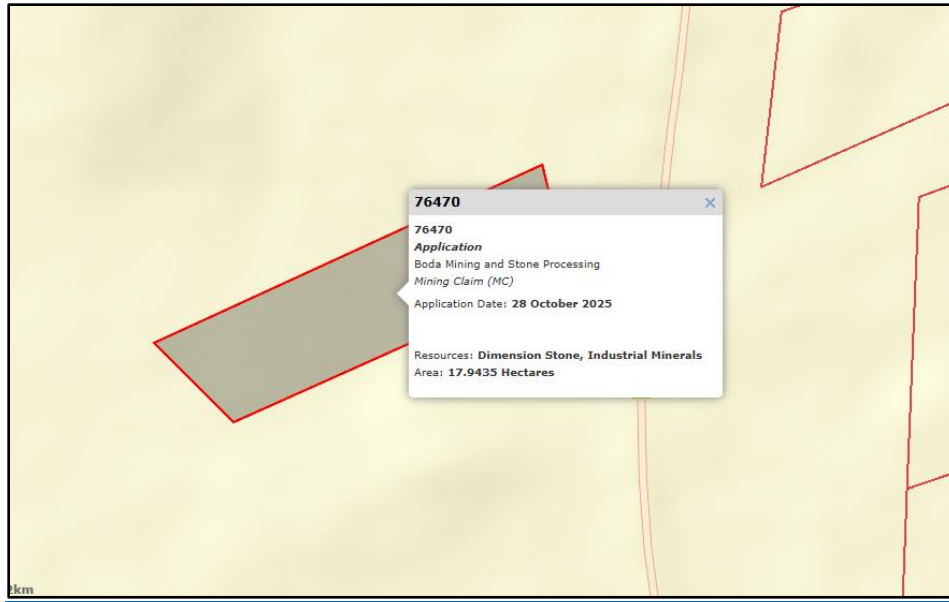 76470
76470
Application
Boda Mining and Stone Processing
Mining Claim (MC)
Application Date: 28 October 2025
Resources: Dimension Stone, Industrial Minerals
Area: 17.9435 Hectares
km